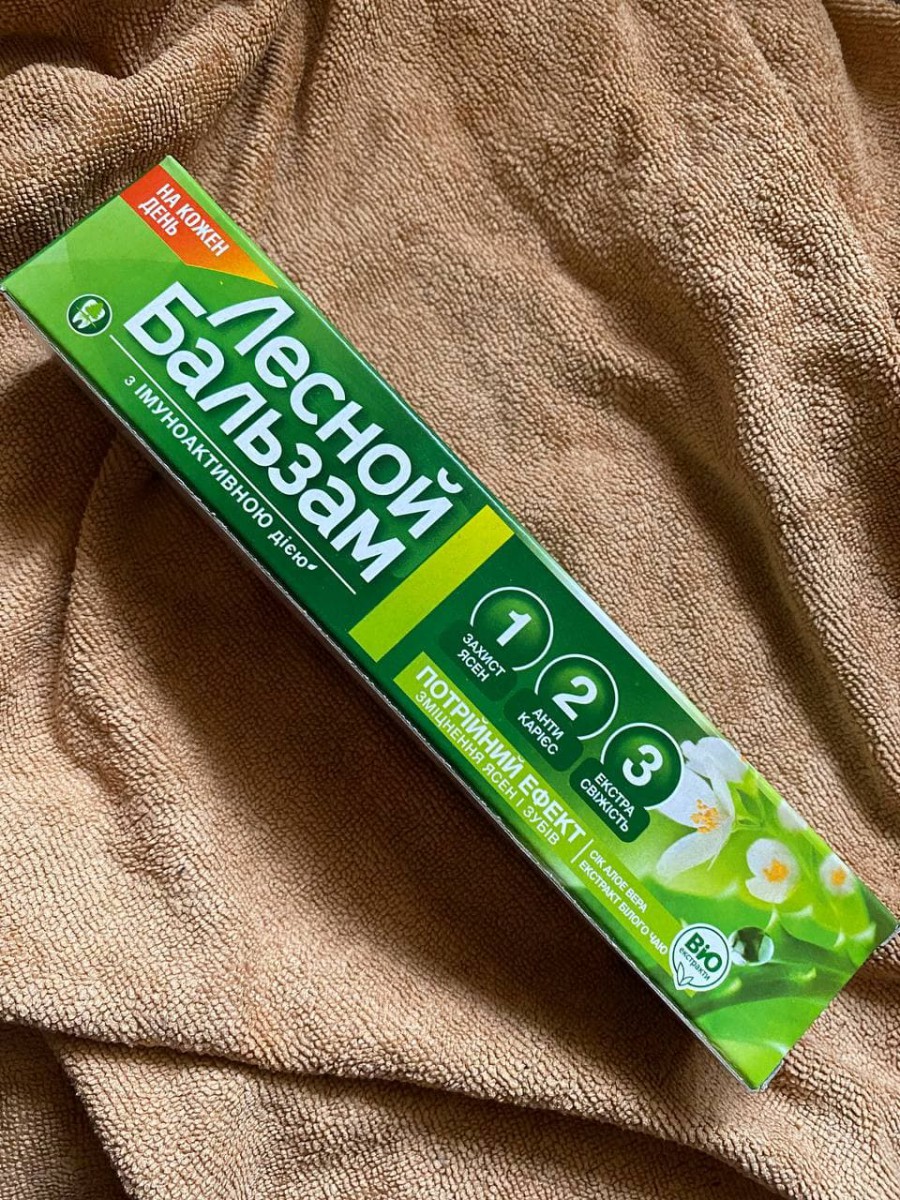 НА КОЖЕН
ДЕНЬ
Лесной
Бальзам
з ІМУНОАКТИВНОЮ дією
1
ЗАХИСТ
ЯСЕН
2
АНТИ
КАРІЄС
3
ЕКСТРА
СВІЖІСТЬ
ПОТРІЙНИЙ ЕФЕКТ
ЗМІЦНЕННЯ ЯСЕН І ЗУБІВ
СІК АЛОЕ ВЕРА
ЕКСТРАКТ БІЛОГО ЧАЮ
BiO
екстракти